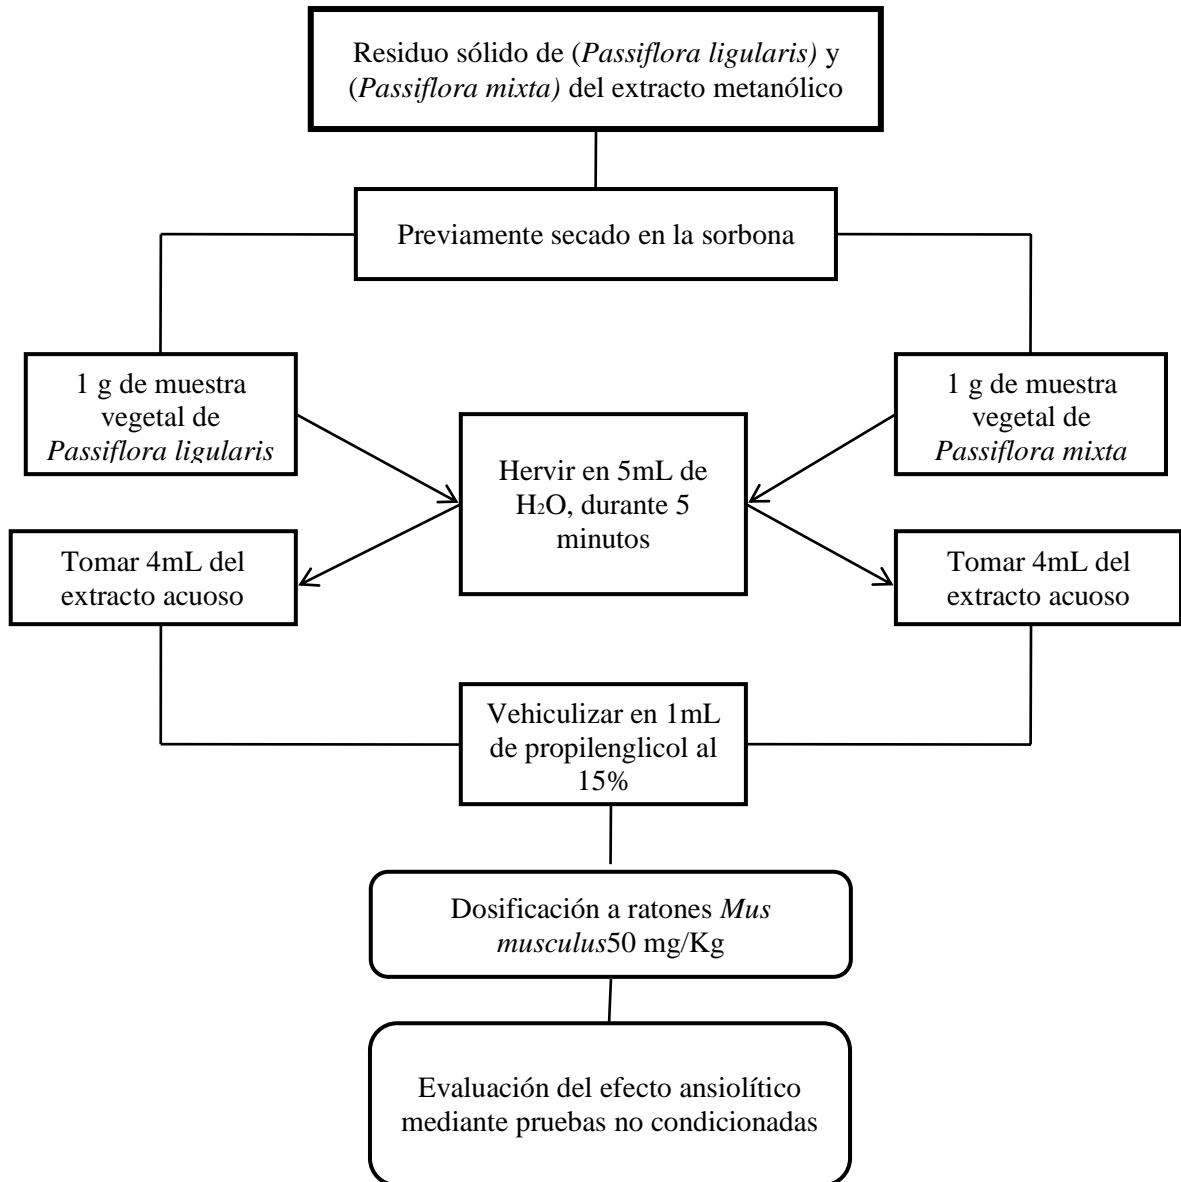 Residuo sólido de (Passiflora ligularis) y
(Passiflora mixta) del extracto metanólico
Previamente secado en la sorbona
1 g de muestra
vegetal de
Passiflora ligularis
1 g de muestra
vegetal de
Passiflora mixta
Hervir en 5mL de
H₂O, durante 5
minutos
Tomar 4mL del
extracto acuoso
Tomar 4mL del
extracto acuoso
Vehiculizar en 1mL
de propilenglicol al
15%
Dosificación a ratones Mus
musculus50 mg/Kg
Evaluación del efecto ansiolítico
mediante pruebas no condicionadas